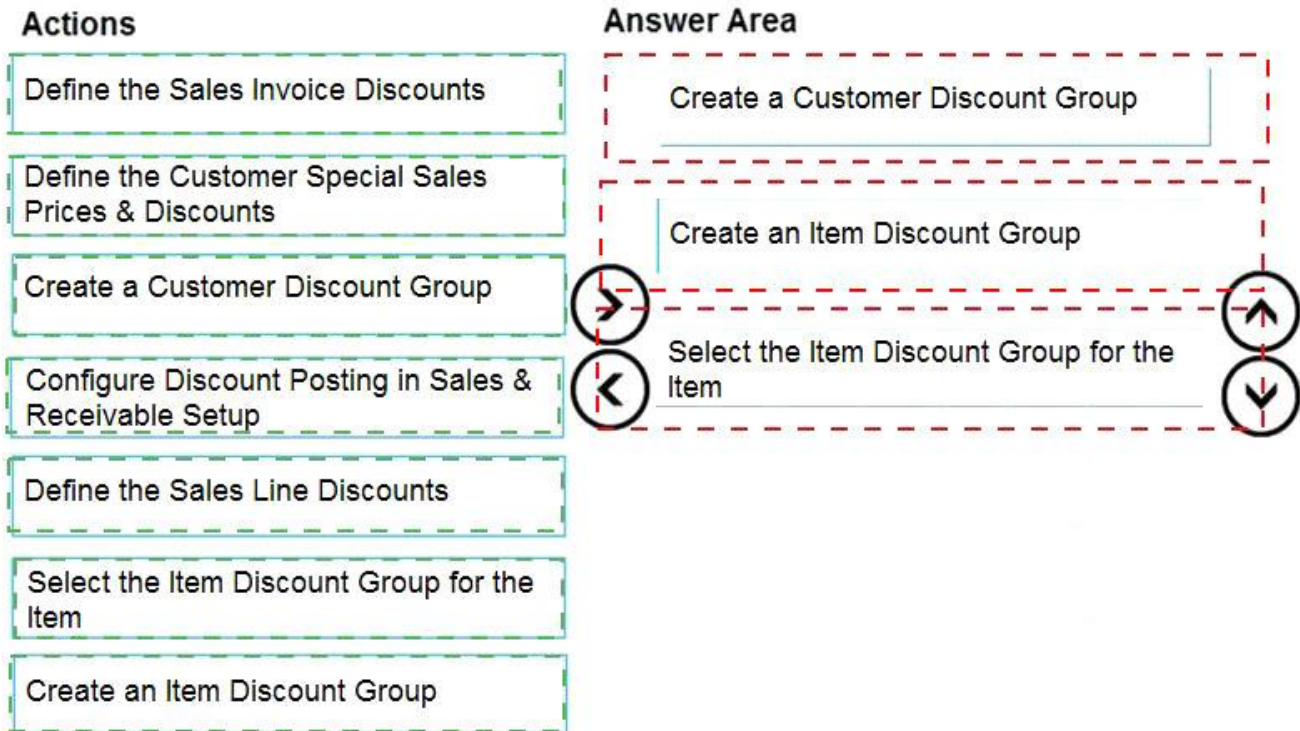 Actions
Define the Sales Invoice Discounts
Define the Customer Special Sales
Prices & Discounts
Create a Customer Discount Group
Configure Discount Posting in Sales &
Receivable Setup
Define the Sales Line Discounts
Select the Item Discount Group for the
Item
Create an Item Discount Group
Answer Area
Create a Customer Discount Group
Create an Item Discount Group
Select the Item Discount Group for the
Item